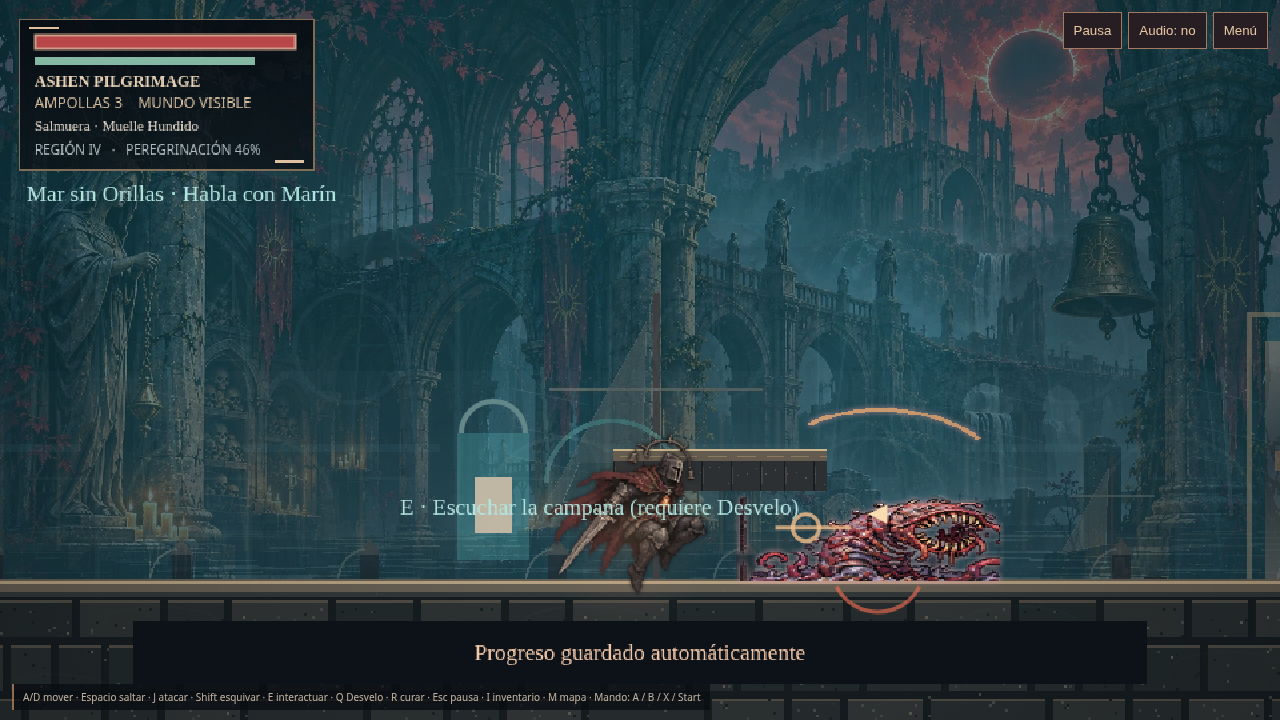 Pausa
Audio: no
Menú
ASHEN PILGRIMAGE
AMPOLLAS 3 MUNDO VISIBLE
Salmuera · Muelle Hundido
REGIÓN IV · PEREGRINACIÓN 46%
Mar sin Orillas · Habla con Marín
E · Escuchar la campana (requiere Desvelo)
Progreso guardado automáticamente
A/D mover · Espacio saltar · J atacar · Shift esquivar · E interactuar · Q Desvelo · R curar · Esc pausa · I inventario · M mapa · Mando: A / B / X / Start